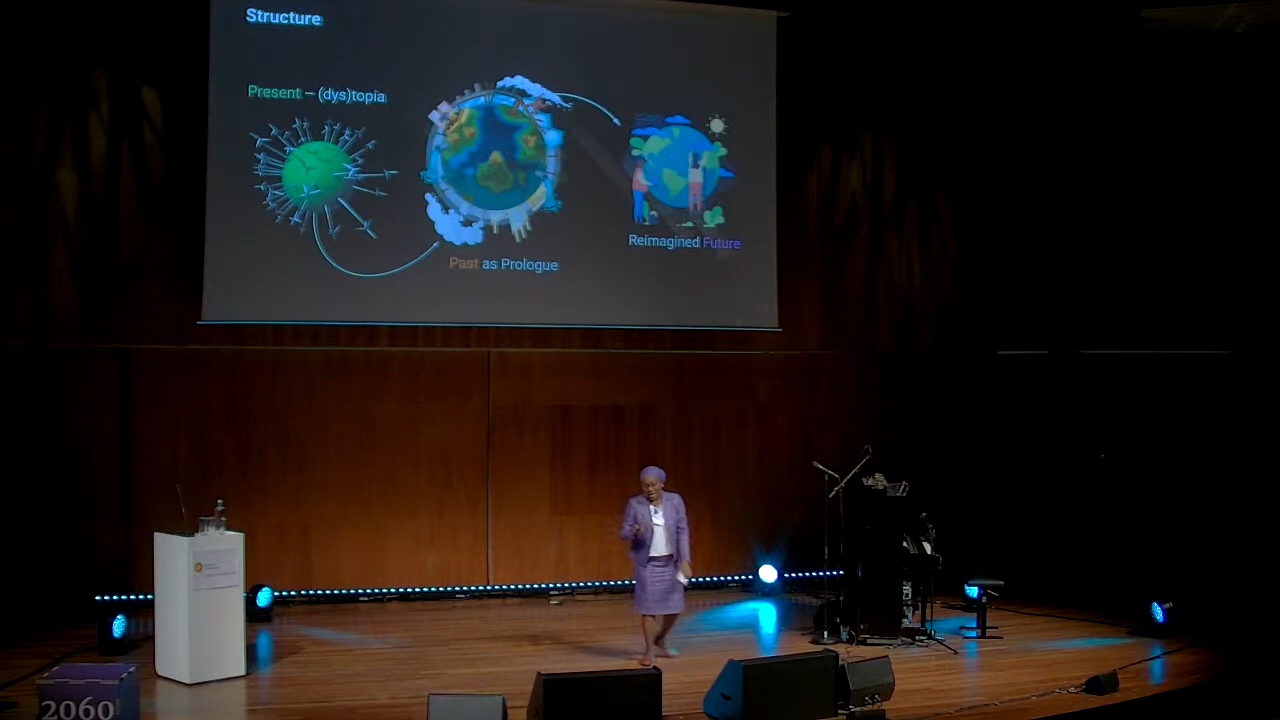 Structure
Present – (dys)topia
Reimagined Future
Past as Prologue
2060